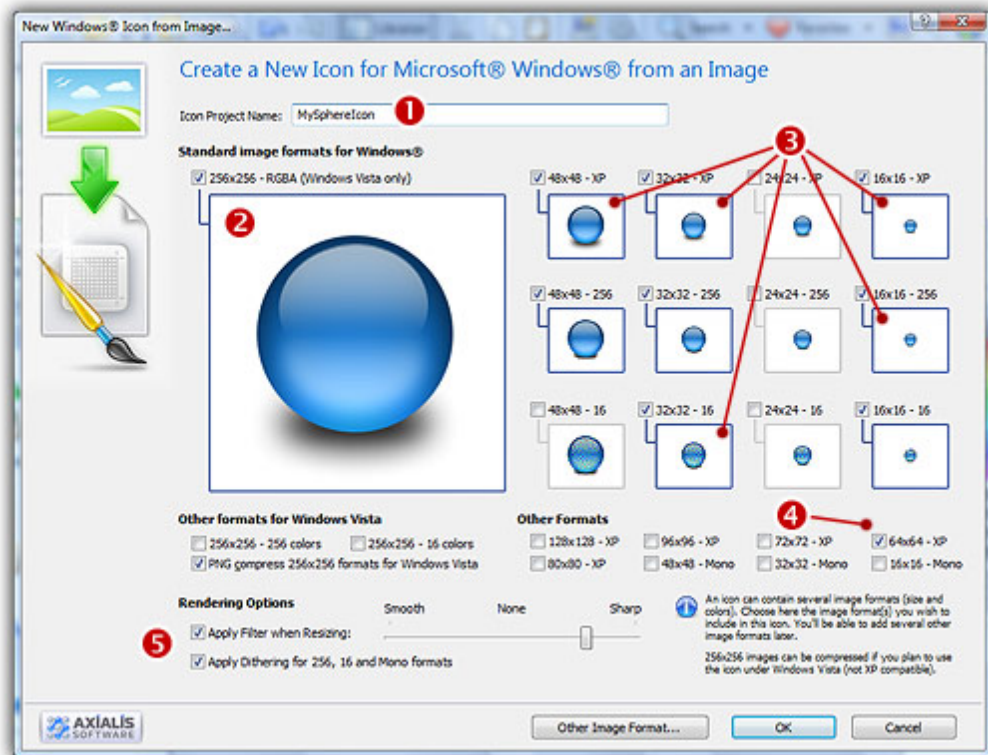 New Windows® Icon from Image...
Create a New Icon for Microsoft® Windows® from an Image
Icon Project Name: MySphereIcon 1
Standard image formats for Windows®
3
256x256 - RGBA (Windows Vista only)
48x48 - XP 32x32 - XP 24x24 - XP 16x16 - XP
2
48x48 - 256 32x32 - 256 24x24 - 256 16x16 - 256
48x48 - 16 32x32 - 16 24x24 - 16 16x16 - 16
4
Other formats for Windows Vista
Other Formats
256x256 - 256 colors 256x256 - 16 colors
128x128 - XP 96x96 - XP 72x72 - XP 64x64 - XP
PNG compress 256x256 formats for Windows Vista
80x80 - XP 48x48 - Mono 32x32 - Mono 16x16 - Mono
Rendering Options
Smooth None Sharp
5
Apply Filter when Resizing:
Apply Dithering for 256, 16 and Mono formats
An icon can contain several image formats (size and
colors). Choose here the image format(s) you wish to
include in this icon. You'll be able to add several other
image formats later.
256x256 images can be compressed if you plan to use
the icon under Windows Vista (not XP compatible).
AXIALIS
SOFTWARE
Other Image Format... OK Cancel